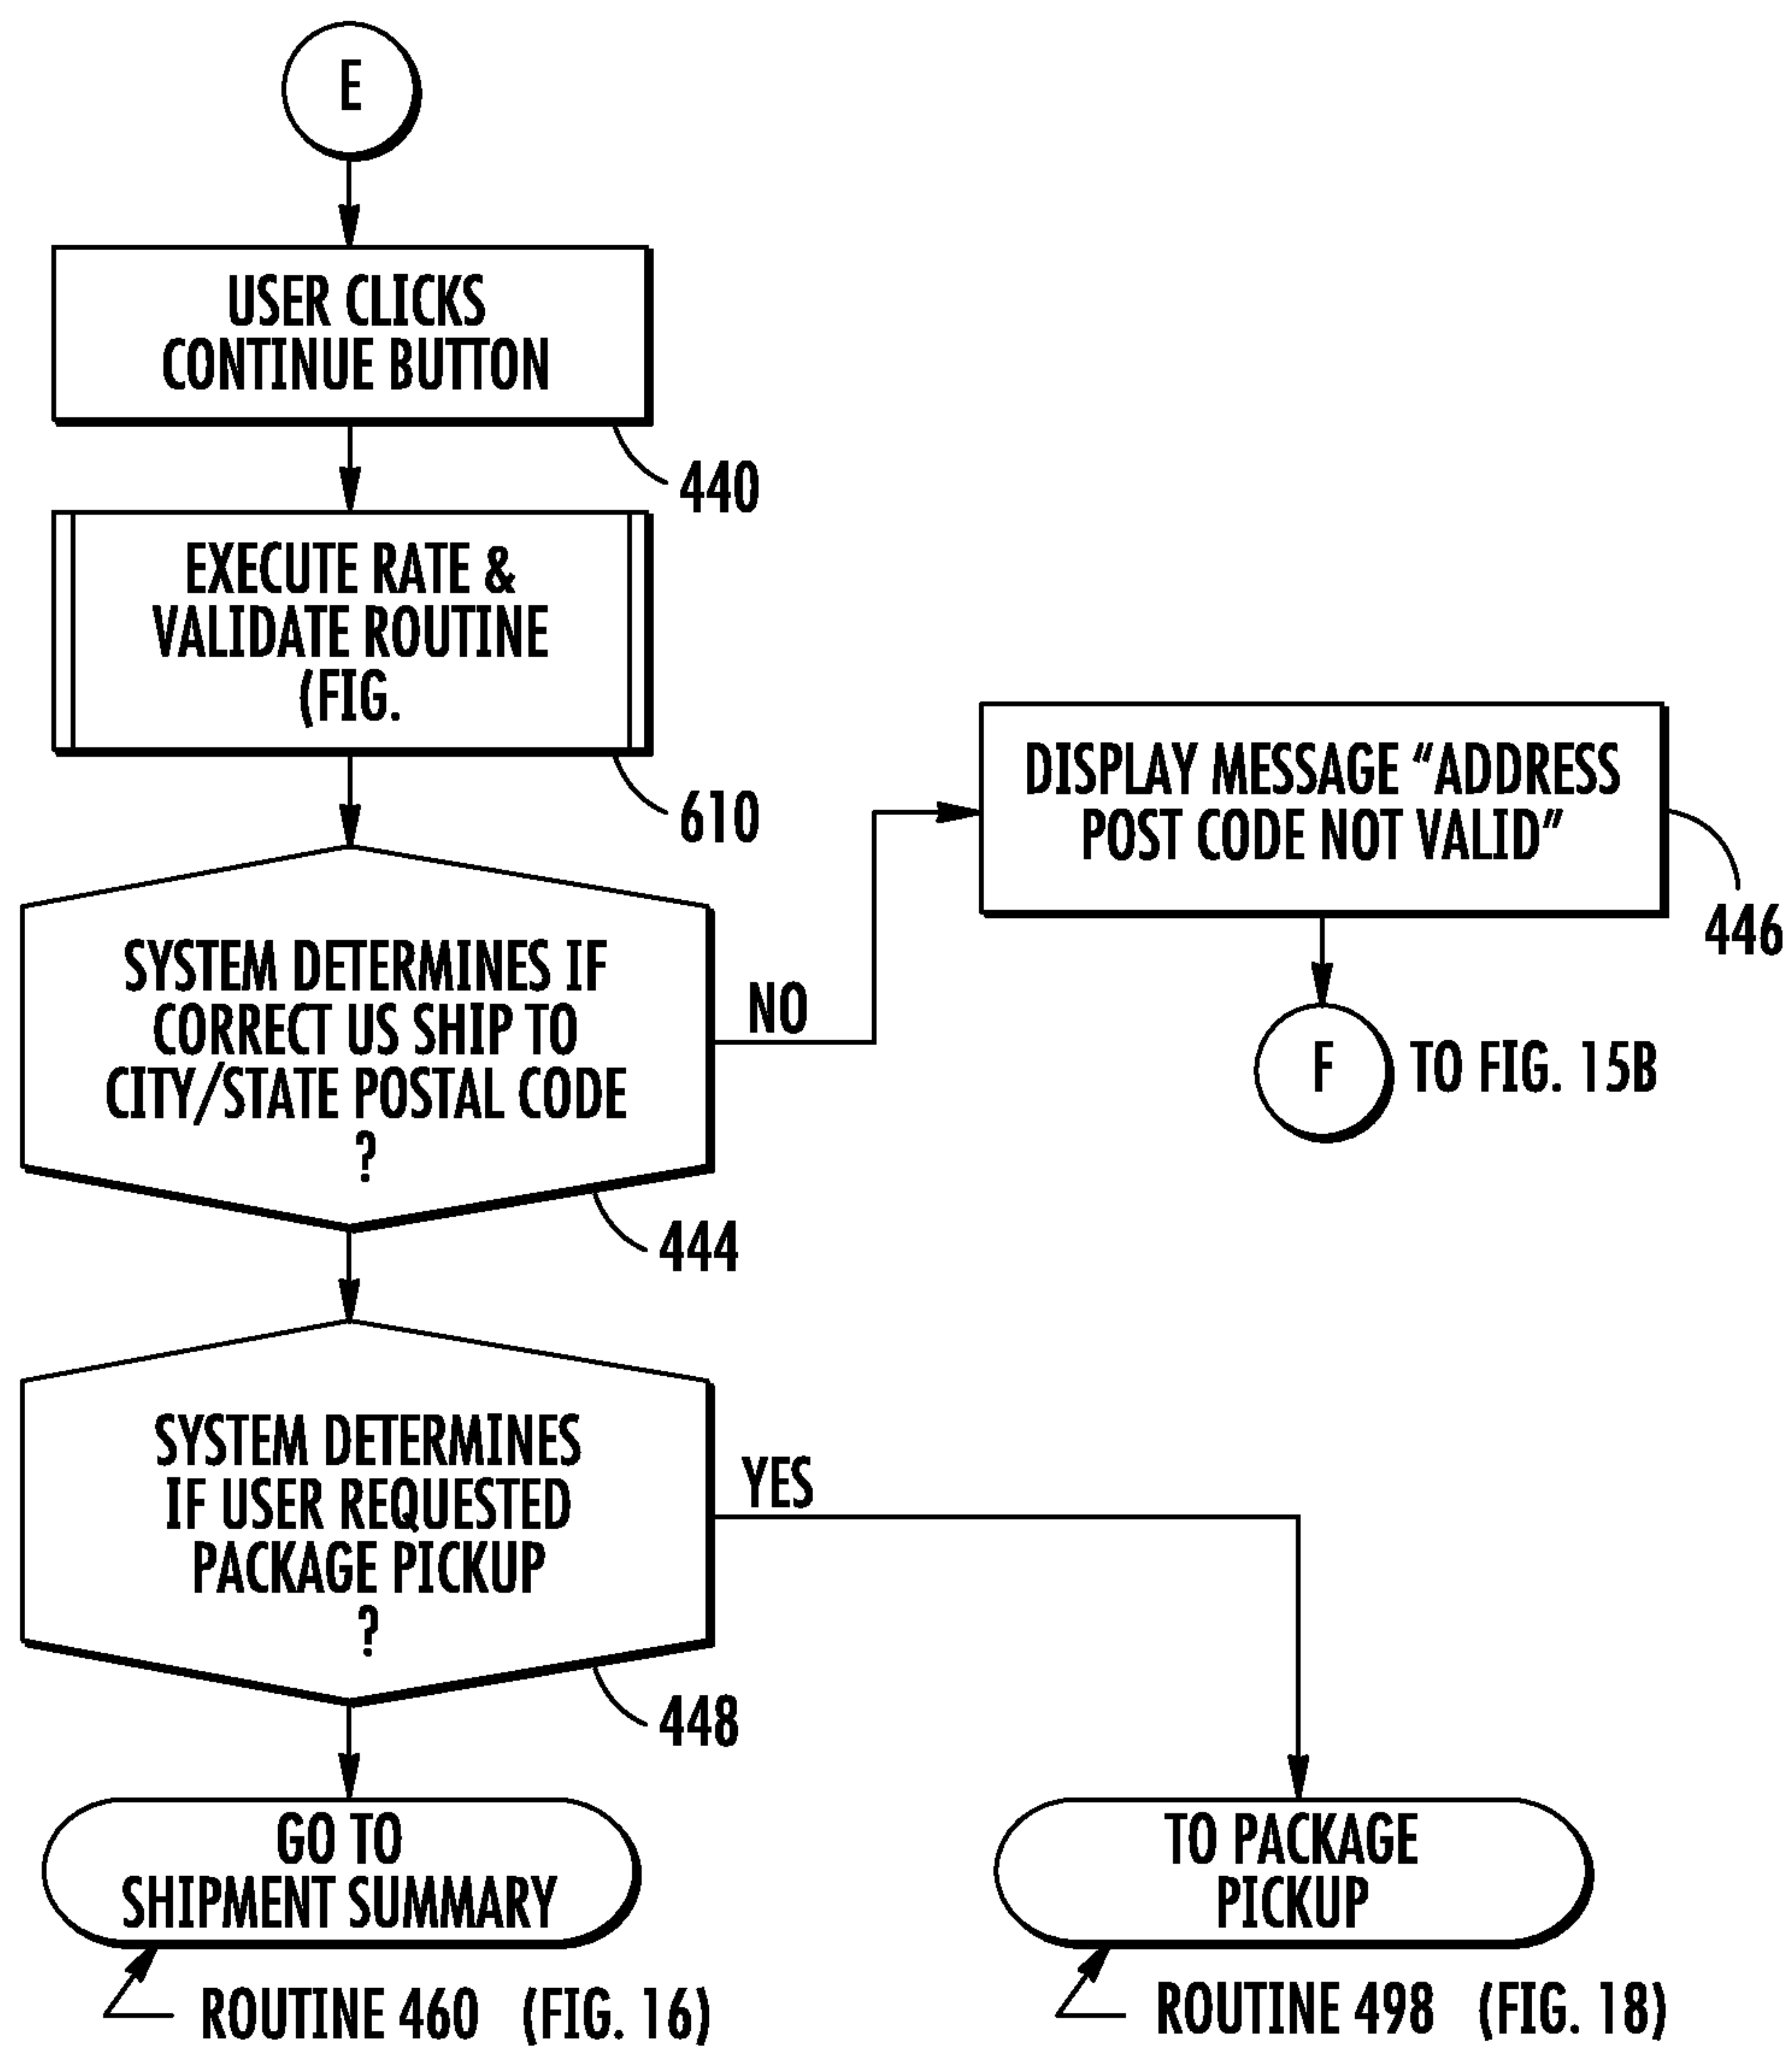 E
USER CLICKS
CONTINUE BUTTON
440
EXECUTE RATE &
VALIDATE ROUTINE
(FIG.
610
DISPLAY MESSAGE “ADDRESS
POST CODE NOT VALID”
446
SYSTEM DETERMINES IF
CORRECT US SHIP TO
CITY/STATE POSTAL CODE
?
NO
444
F TO FIG. 15B
SYSTEM DETERMINES
IF USER REQUESTED
PACKAGE PICKUP
?
YES
448
GO TO
SHIPMENT SUMMARY
ROUTINE 460 (FIG. 16)
TO PACKAGE
PICKUP
ROUTINE 498 (FIG. 18)